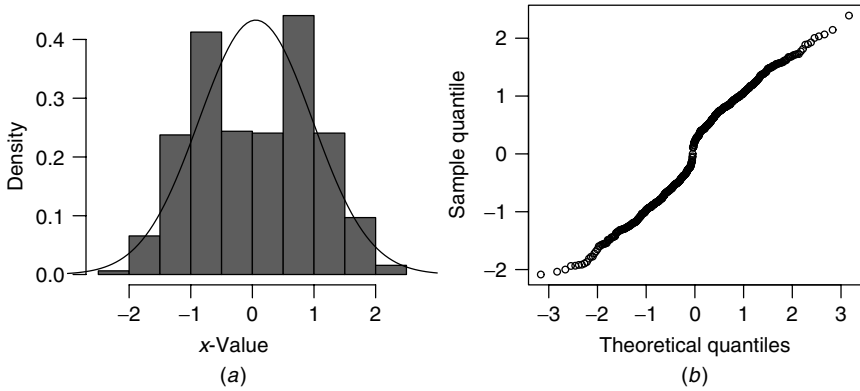 0.4
0.3
0.2
0.1
0.0
Density
−2 −1 0 1 2
x-Value
(a)
2
1
0
−1
−2
Sample quantile
−3 −2 −1 0 1 2 3
Theoretical quantiles
(b)